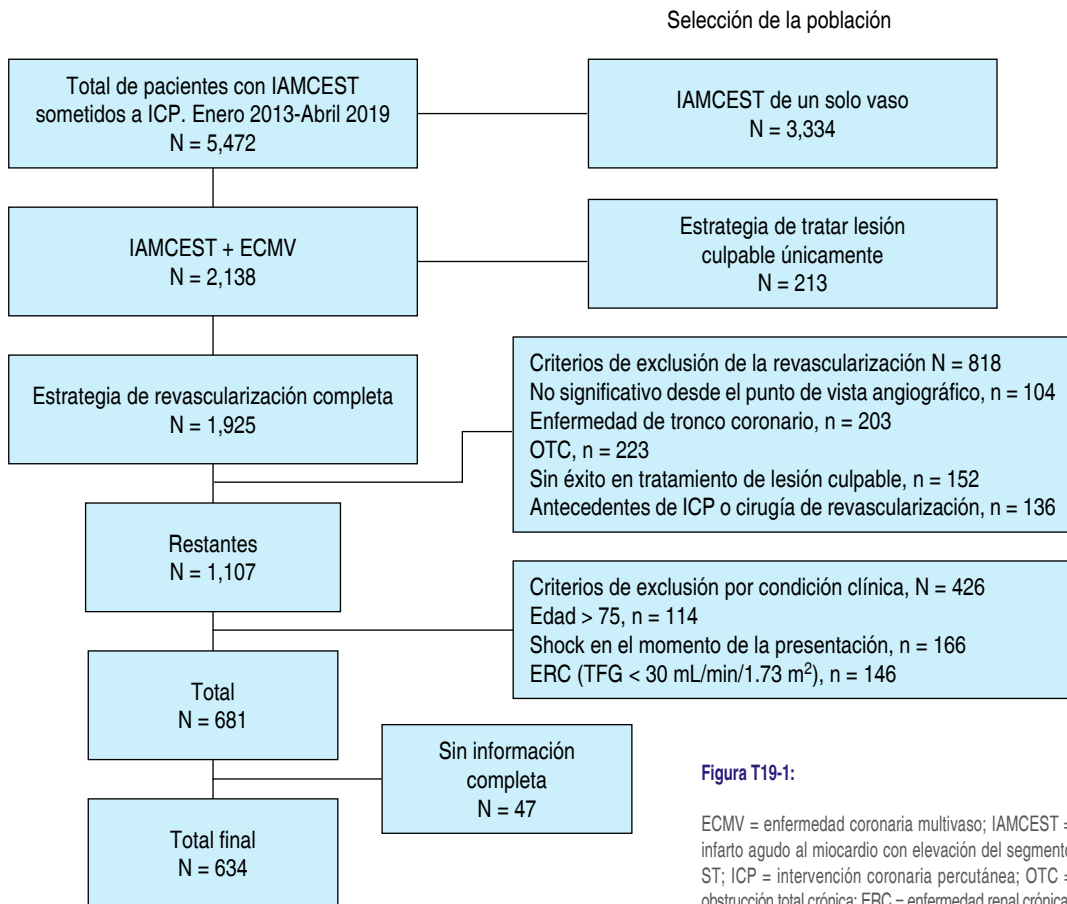 Selección de la población
Total de pacientes con IAMCEST
sometidos a ICP. Enero 2013-Abril 2019
N = 5,472
IAMCEST de un solo vaso
N = 3,334
IAMCEST + ECMV
N = 2,138
Estrategia de tratar lesión
culpable únicamente
N = 213
Estrategia de revascularización completa
N = 1,925
Criterios de exclusión de la revascularización N = 818
No significativo desde el punto de vista angiográfico, n = 104
Enfermedad de tronco coronario, n = 203
OTC, n = 223
Sin éxito en tratamiento de lesión culpable, n = 152
Antecedentes de ICP o cirugía de revascularización, n = 136
Restantes
N = 1,107
Criterios de exclusión por condición clínica, N = 426
Edad > 75, n = 114
Shock en el momento de la presentación, n = 166
ERC (TFG < 30 mL/min/1.73 m²), n = 146
Total
N = 681
Sin información
completa
N = 47
Total final
N = 634
Figura T19-1:
ECMV = enfermedad coronaria multivaso; IAMCEST =
infarto agudo al miocardio con elevación del segmento
ST; ICP = intervención coronaria percutánea; OTC =
obstrucción total crónica; ERC = enfermedad renal crónica